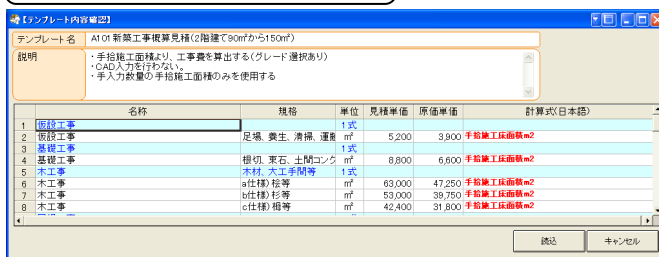 【テンプレート内容確認2】
テンプレート名 A101新築工事概算見積(2階建て90㎡から150㎡)
説明 ・手拾施工面積より、工事費を算出する(グレード選択あり)
・CAD入力を行わない。
・手入力数量の手拾施工面積のみを使用する
名称 規格 単位 見積単価 原価単価 計算式(日本語)
1 仮設工事 1式
2 仮設工事 足場、養生、清掃、運搬 ㎡ 5,200 3,900 手拾施工床面積m2
3 基礎工事 1式
4 基礎工事 根切、束石、土間コンク ㎡ 8,800 6,600 手拾施工床面積m2
5 木工事 木材、大工手間等 1式
6 木工事 a仕様)桧等 ㎡ 63,000 47,250 手拾施工床面積m2
7 木工事 b仕様)杉等 ㎡ 53,000 39,750 手拾施工床面積m2
8 木工事 c仕様)栂等 ㎡ 42,400 31,800 手拾施工床面積m2
読込 キャンセル